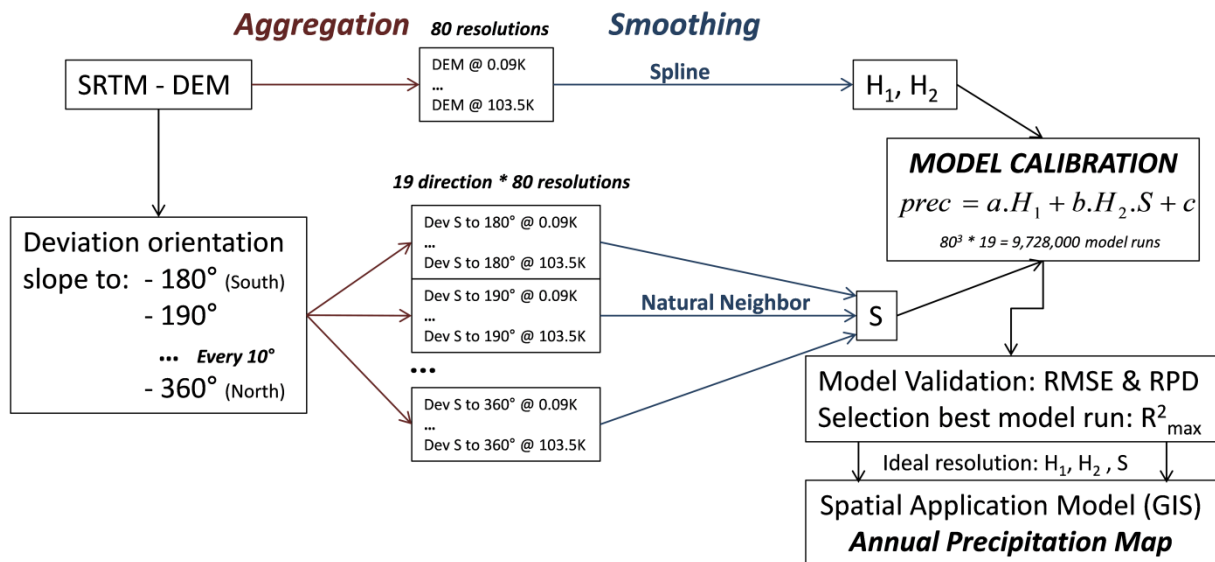 Aggregation
80 resolutions
Smoothing
SRTM - DEM
DEM @ 0.09K
...
DEM @ 103.5K
Spline
H₁, H₂
MODEL CALIBRATION
prec = a.H₁ + b.H₂.S + c
80³ * 19 = 9,728,000 model runs
19 direction * 80 resolutions
Deviation orientation
slope to: - 180° (South)
- 190°
... Every 10°
- 360° (North)
Dev S to 180° @ 0.09K
...
Dev S to 180° @ 103.5K
Dev S to 190° @ 0.09K
...
Dev S to 190° @ 103.5K
...
Dev S to 360° @ 0.09K
...
Dev S to 360° @ 103.5K
Natural Neighbor
S
Model Validation: RMSE & RPD
Selection best model run: R²max
Ideal resolution: H₁, H₂ , S
Spatial Application Model (GIS)
Annual Precipitation Map